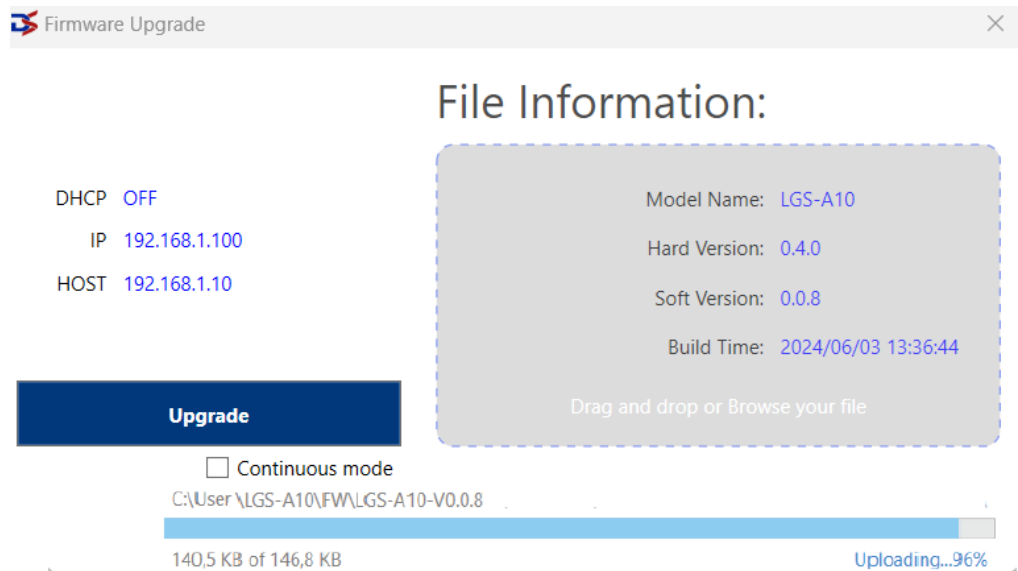 Firmware Upgrade
File Information:
DHCP OFF
IP 192.168.1.100
HOST 192.168.1.10
Model Name: LGS-A10
Hard Version: 0.4.0
Soft Version: 0.0.8
Build Time: 2024/06/03 13:36:44
Drag and drop or Browse your file
Upgrade
Continuous mode
C:\User \LGS-A10\FW\LGS-A10-V0.0.8
140,5 KB of 146,8 KB
Uploading...96%